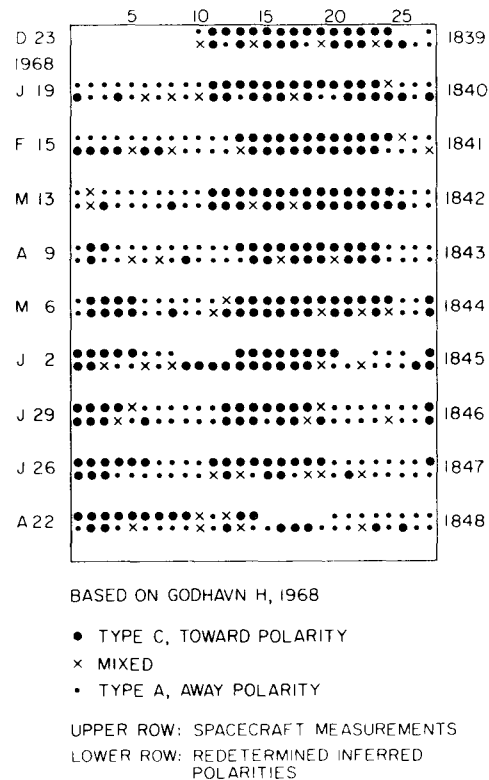 5 10 15 20 25
D 23 1839
1968
J 19 1840
F 15 1841
M 13 1842
A 9 1843
M 6 1844
J 2 1845
J 29 1846
J 26 1847
A 22 1848
BASED ON GODHAVN H, 1968
● TYPE C, TOWARD POLARITY
× MIXED
• TYPE A, AWAY POLARITY
UPPER ROW: SPACECRAFT MEASUREMENTS
LOWER ROW: REDETERMINED INFERRED
POLARITIES